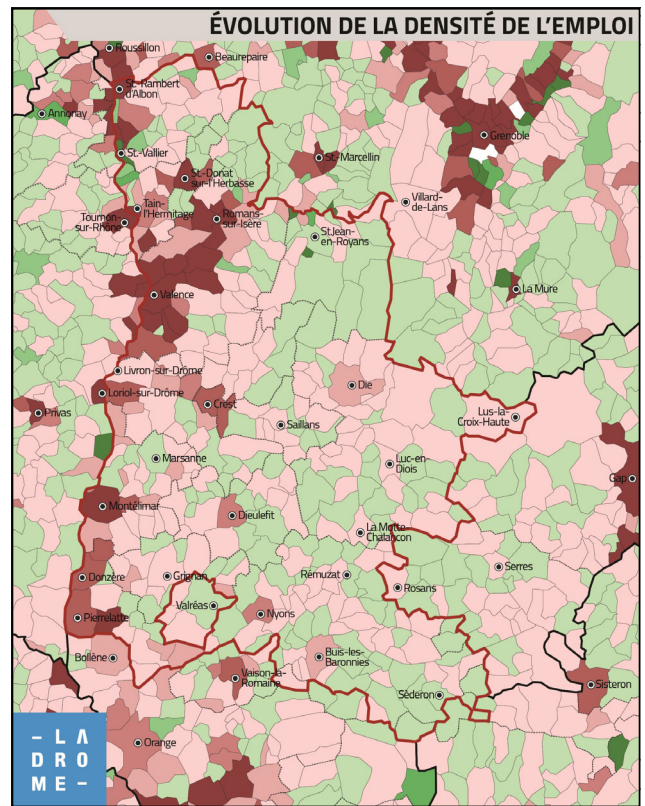 ÉVOLUTION DE LA DENSITÉ DE L'EMPLOI
Roussillon
Beaurepaire
St.-Rambert
d'Albon
Annonay
Grenoble
St.-Vallier
St.-Marcellin
St.-Donat
sur-l'Herbasse
Villard-
de-Lans
Tain-
l'Hermitage
Tournon-
sur-Rhône
Romans-
sur-Isère
St.Jean-
en-Royans
La Mure
Valence
Livron-sur-Drôme
Die
Loriol-sur-Drôme
Crest
Privas
Lus-la-
Croix-Haute
Saillans
Marsanne
Luc-en-
Diois
Gap
Montélimar
Dieulefit
La Motte-
Chalancon
Serres
Donzère
Grignan
Rémuzat
Rosans
Valréas
Nyons
Pierrelatte
Bollène
Buis-les-
Baronnies
Vaison-la-
Romaine
Sisteron
Séderon
Orange
– L Λ
D R O
M E –